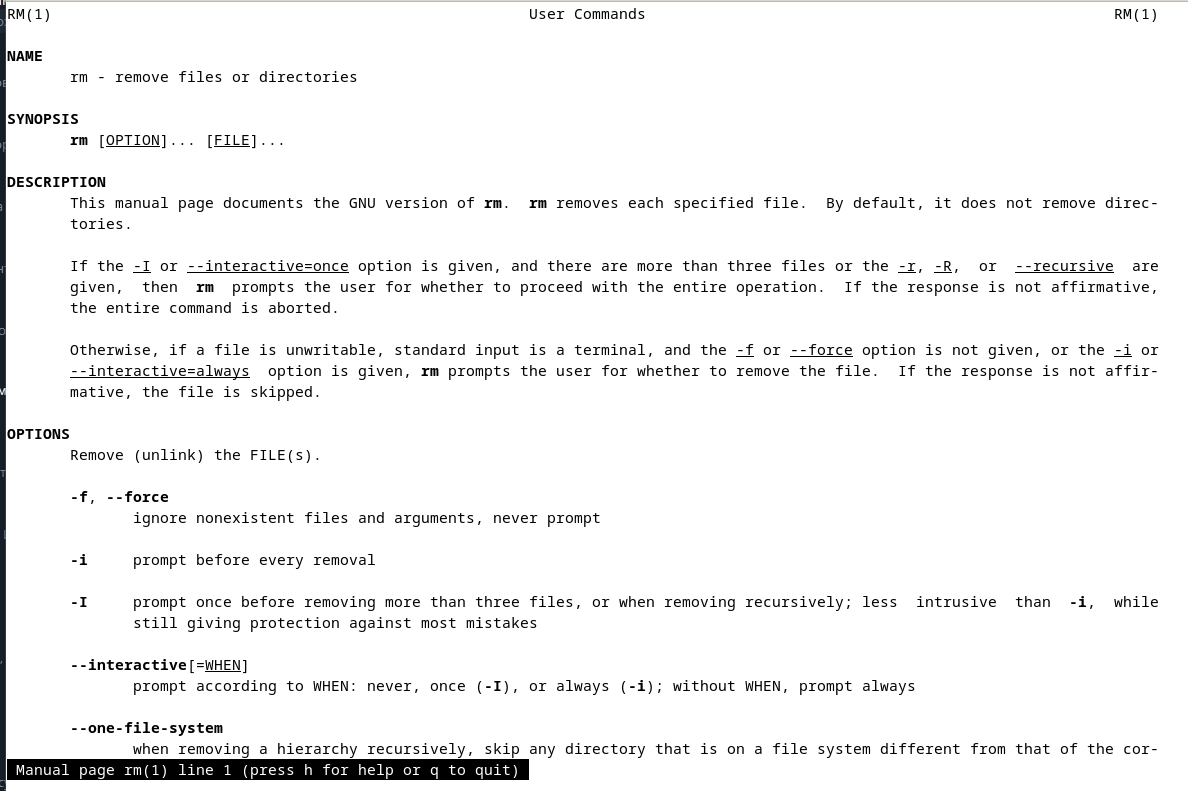 RM(1) User Commands RM(1)
NAME
rm - remove files or directories
SYNOPSIS
rm [OPTION]... [FILE]...
DESCRIPTION
This manual page documents the GNU version of rm. rm removes each specified file. By default, it does not remove direc-
tories.
If the -I or --interactive=once option is given, and there are more than three files or the -r, -R, or --recursive are
given, then rm prompts the user for whether to proceed with the entire operation. If the response is not affirmative,
the entire command is aborted.
Otherwise, if a file is unwritable, standard input is a terminal, and the -f or --force option is not given, or the -i or
--interactive=always option is given, rm prompts the user for whether to remove the file. If the response is not affir-
mative, the file is skipped.
OPTIONS
Remove (unlink) the FILE(s).
-f, --force
ignore nonexistent files and arguments, never prompt
-i prompt before every removal
-I prompt once before removing more than three files, or when removing recursively; less intrusive than -i, while
still giving protection against most mistakes
--interactive[=WHEN]
prompt according to WHEN: never, once (-I), or always (-i); without WHEN, prompt always
--one-file-system
when removing a hierarchy recursively, skip any directory that is on a file system different from that of the cor-
Manual page rm(1) line 1 (press h for help or q to quit)